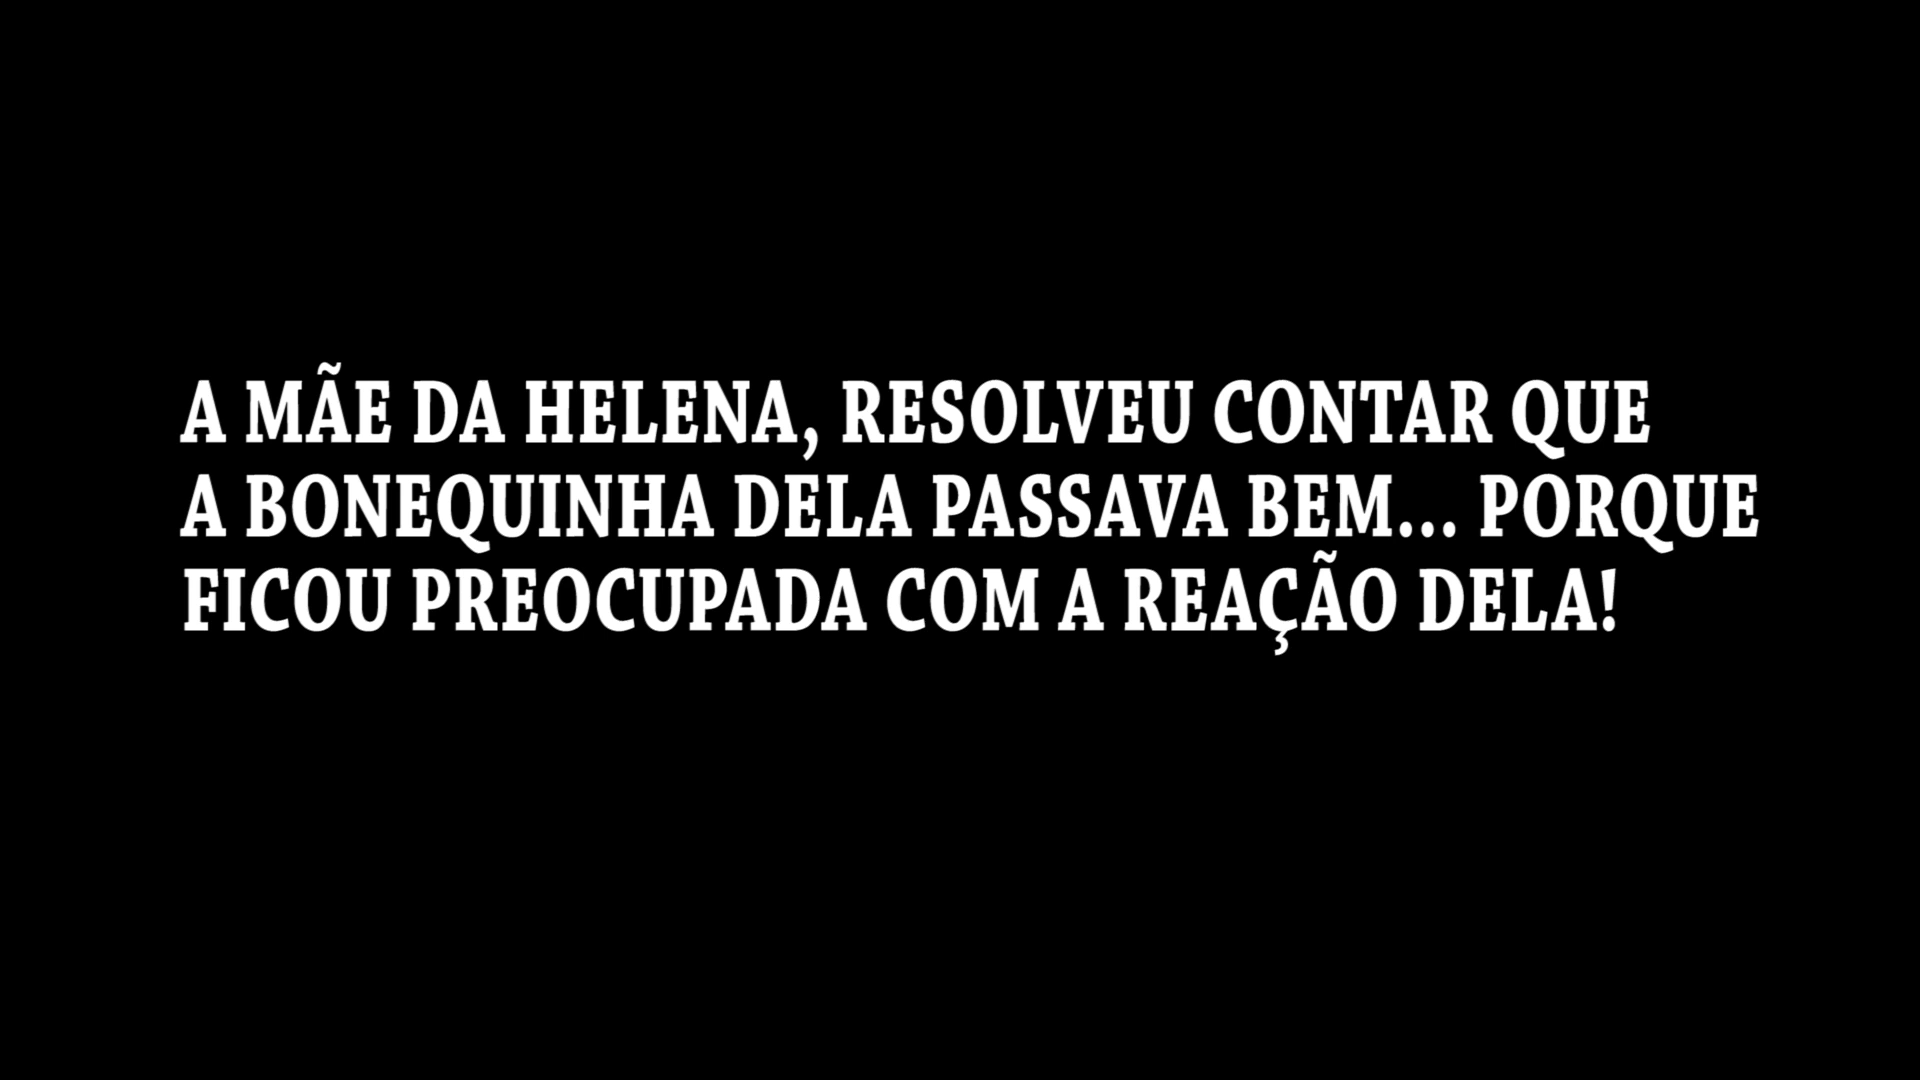 A MÃE DA HELENA, RESOLVEU CONTAR QUE
A BONEQUINHA DELA PASSAVA BEM... PORQUE
FICOU PREOCUPADA COM A REAÇÃO DELA!